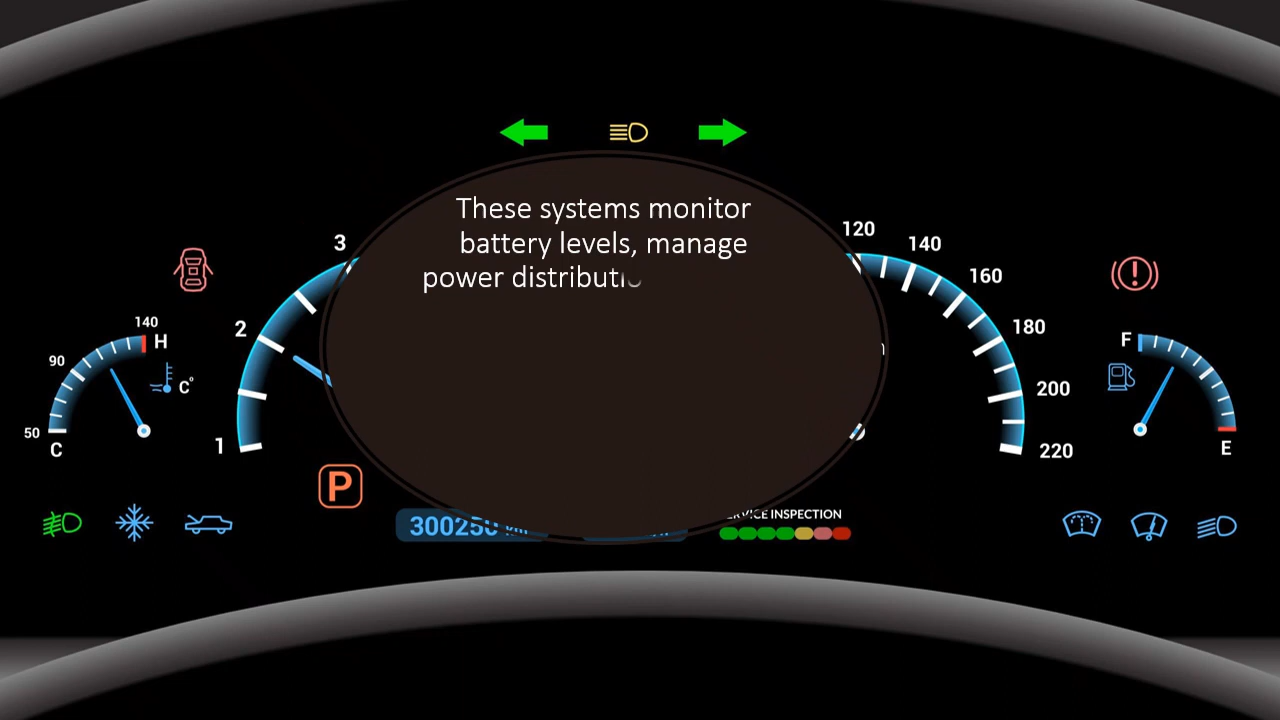 These systems monitor
battery levels, manage
power distributi
3
120
140
160
180
200
220
2
1
140
H
90
C°
50
C
F
E
P
300250
SERVICE INSPECTION